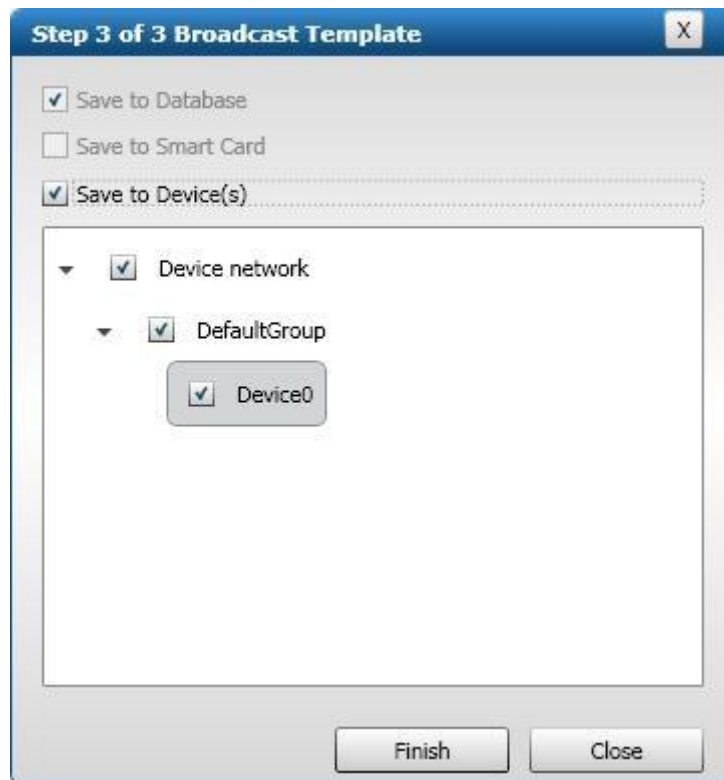 Step 3 of 3 Broadcast Template
X
Save to Database
Save to Smart Card
Save to Device(s)
Device network
DefaultGroup
Device0
Finish
Close